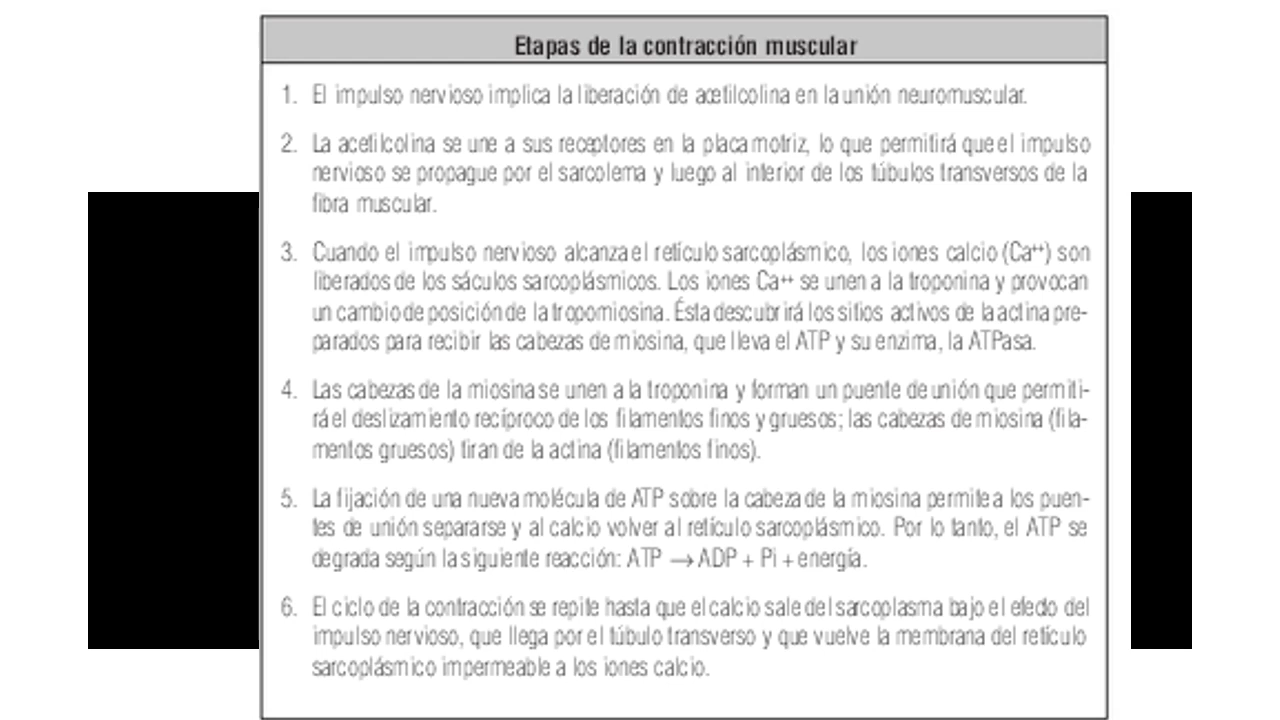 Etapas de la contracción muscular
1. El impulso nervioso implica la liberación de acetilcolina en la unión neuromuscular.
2. La acetilcolina se une a sus receptores en la placa motriz, lo que permitirá que el impulso
nervioso se propague por el sarcolema y luego al interior de los túbulos transversos de la
fibra muscular.
3. Cuando el impulso nervioso alcanza el retículo sarcoplásmico, los iones calcio (Ca⁺⁺) son
liberados de los sáculos sarcoplásmicos. Los iones Ca⁺⁺ se unen a la troponina y provocan
un cambio de posición de la tropomiosina. Ésta descubrirá los sitios activos de la actina pre-
parados para recibir las cabezas de miosina, que lleva el ATP y su enzima, la ATPasa.
4. Las cabezas de la miosina se unen a la troponina y forman un puente de unión que permiti-
rá el deslizamiento recíproco de los filamentos finos y gruesos; las cabezas de miosina (fila-
mentos gruesos) tiran de la actina (filamentos finos).
5. La fijación de una nueva molécula de ATP sobre la cabeza de la miosina permite a los puen-
tes de unión separarse y al calcio volver al retículo sarcoplásmico. Por lo tanto, el ATP se
degrada según la siguiente reacción: ATP → ADP + Pi + energía.
6. El ciclo de la contracción se repite hasta que el calcio sale del sarcoplasma bajo el efecto del
impulso nervioso, que llega por el túbulo transverso y que vuelve la membrana del retículo
sarcoplásmico impermeable a los iones calcio.